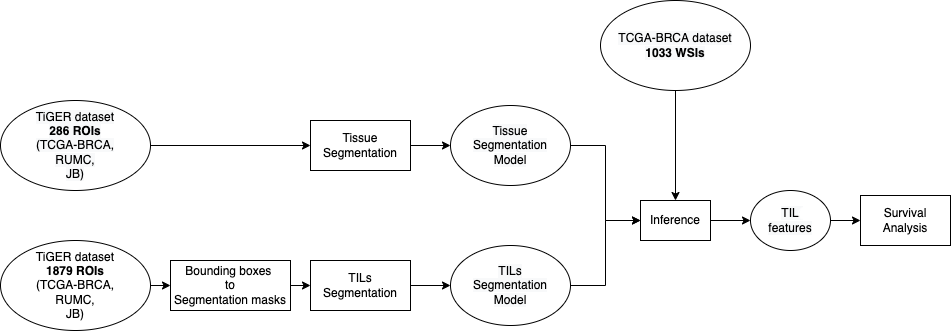 TCGA-BRCA dataset
1033 WSIs
TiGER dataset
286 ROIs
(TCGA-BRCA,
RUMC,
JB)
Tissue
Segmentation
Tissue
Segmentation
Model
Inference
TIL
features
Survival
Analysis
TiGER dataset
1879 ROIs
(TCGA-BRCA,
RUMC,
JB)
Bounding boxes
to
Segmentation masks
TILs
Segmentation
TILs
Segmentation
Model